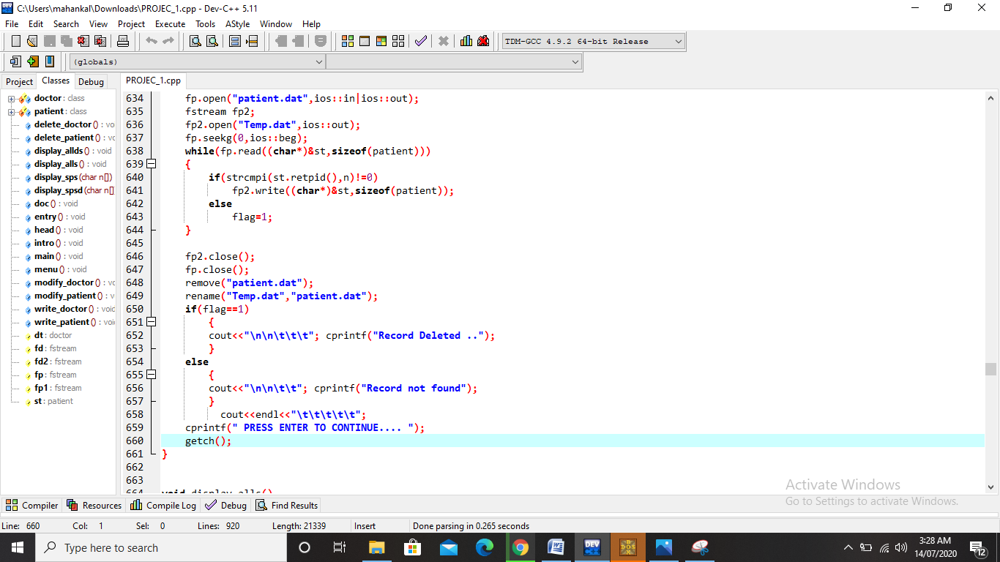 C:\Users\mahankal\Downloads\PROJEC_1.cpp - Dev-C++ 5.11
File Edit Search View Project Execute Tools AStyle Window Help
TDM-GCC 4.9.2 64-bit Release
(globals)
Project Classes Debug
PROJEC_1.cpp
doctor : class
patient : class
delete_doctor () : vo
delete_patient () : vc
display_allds () : void
display_alls () : void
display_sps (char n[])
display_spsd (char n[]
doc () : void
entry () : void
head () : void
intro () : void
main () : void
menu () : void
modify_doctor () : vc
modify_patient () : v
write_doctor () : voic
write_patient () : voi
dt : doctor
fd : fstream
fd2 : fstream
fp : fstream
fp1 : fstream
st : patient
634 fp.open("patient.dat",ios::in|ios::out);
635 fstream fp2;
636 fp2.open("Temp.dat",ios::out);
637 fp.seekg(0,ios::beg);
638 while(fp.read((char*)&st,sizeof(patient)))
639 {
640 if(strcmpi(st.retpid(),n)!=0)
641 fp2.write((char*)&st,sizeof(patient));
642 else
643 flag=1;
644 }
645
646 fp2.close();
647 fp.close();
648 remove("patient.dat");
649 rename("Temp.dat","patient.dat");
650 if(flag==1)
651 {
652 cout<<"\n\n\t\t\t"; cprintf("Record Deleted ..");
653 }
654 else
655 {
656 cout<<"\n\n\t\t"; cprintf("Record not found");
657 }
658 cout<<endl<<"\t\t\t\t\t";
659 cprintf(" PRESS ENTER TO CONTINUE.... ");
660 getch();
661 }
662
663
664 void display_alls()
Activate Windows
Go to Settings to activate Windows.
Compiler Resources Compile Log Debug Find Results
Line: 660 Col: 1 Sel: 0 Lines: 920 Length: 21339 Insert Done parsing in 0.265 seconds
Type here to search
DEV
DOS
3:28 AM
14/07/2020
12